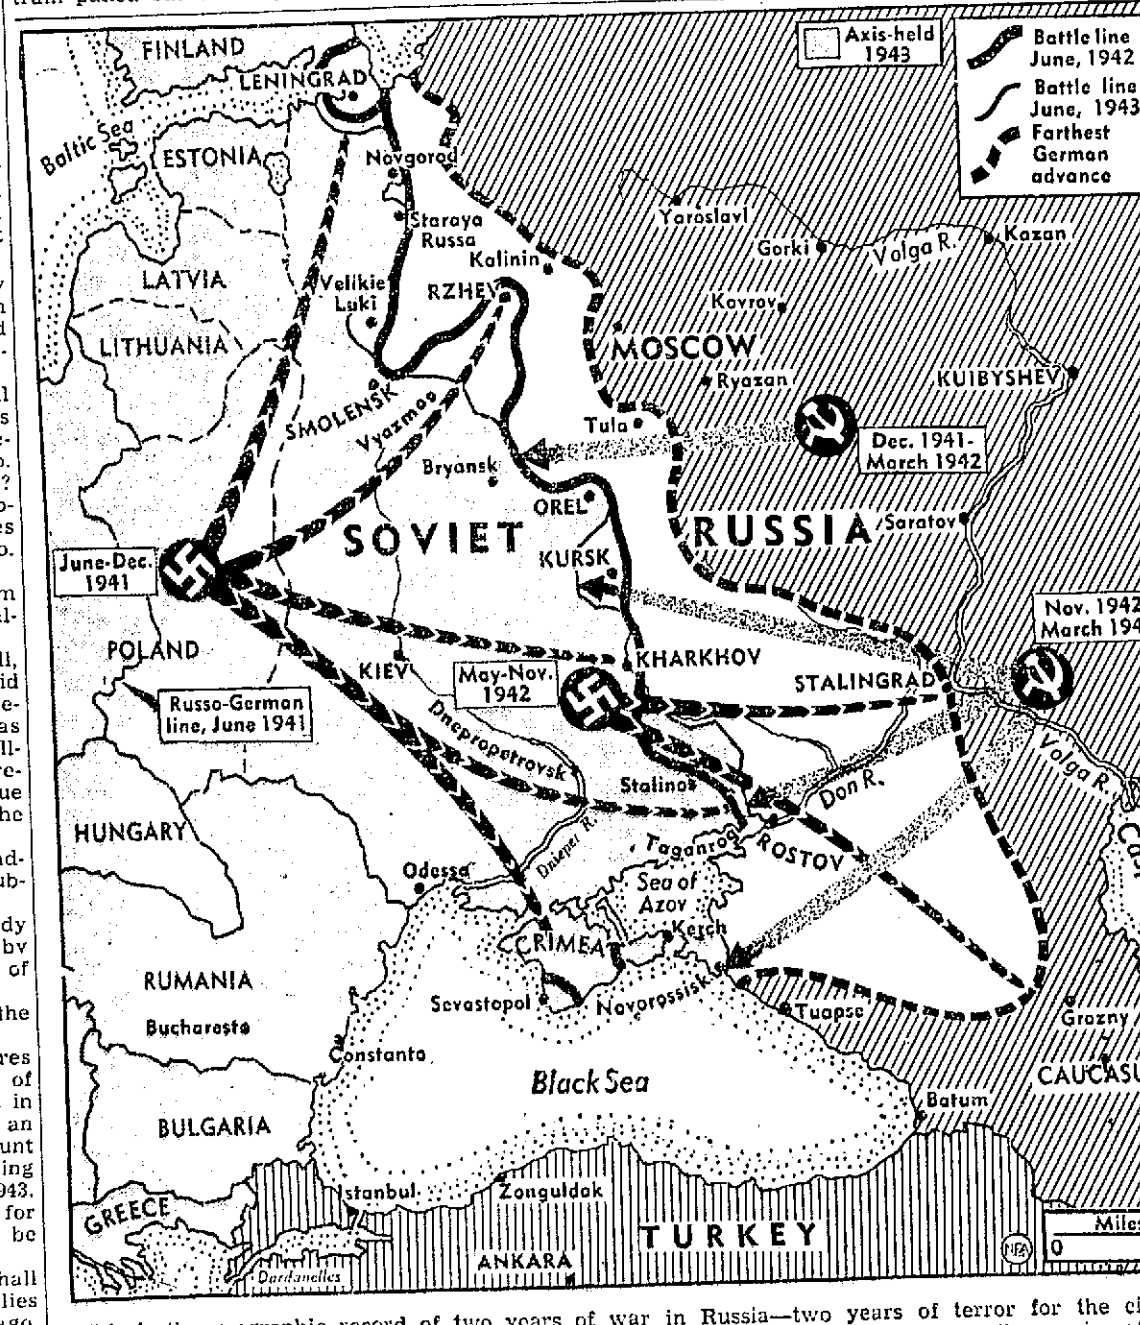 FINLAND
LENINGRAD
Baltic Sea
ESTONIA
Novgorod
Staraya
Russa
Kalinin
LATVIA
Velikie
Luki
RZHEV
LITHUANIA
SMOLENSK
Vyazma
Axis-held
1943
Battle line
June, 1942
Battle line
June, 1943
Farthest
German
advance
Yaroslavl
Gorki
Volga R.
Kazan
Kovrov
MOSCOW
Ryazan
KUIBYSHEV
Tula
Dec. 1941-
March 1942
Bryansk
OREL
SOVIET
RUSSIA
Saratov
KURSK
June-Dec.
1941
Nov. 1942
March 194
POLAND
KIEV
May-Nov.
1942
KHARKHOV
STALINGRAD
Russo-German
line, June 1941
Dnepropetrovsk
Stalino
Don R.
Volga R.
HUNGARY
Dnieper R.
Taganrog
ROSTOV
Odessa
Sea of
Azov
CRIMEA
Kerch
RUMANIA
Sevastopol
Novorossisk
Tuapse
Grozny
Bucharest
Constanta
CAUCASU
Black Sea
Batum
BULGARIA
Istanbul
Zonguldak
GREECE
TURKEY
Miles
0
NEA
ANKARA
Dardanelles
graphic record of two years of war in Russia—two years of terror for the ci